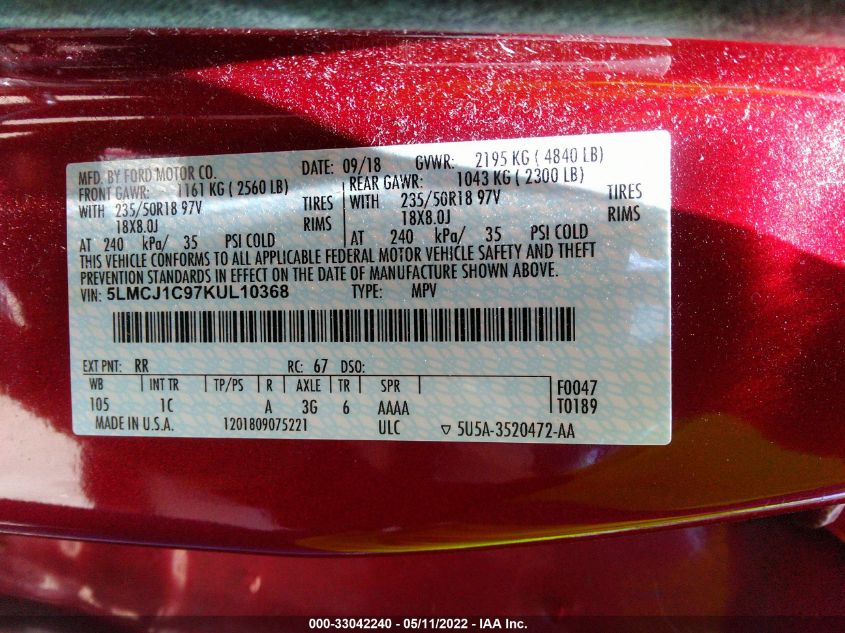 MFD. BY FORD MOTOR CO. DATE: 09/18 GVWR: 2195 KG ( 4840 LB)
FRONT GAWR: 1161 KG ( 2560 LB) REAR GAWR: 1043 KG ( 2300 LB)
WITH 235/50R18 97V TIRES WITH 235/50R18 97V TIRES
18X8.0J RIMS 18X8.0J RIMS
AT 240 kPa/ 35 PSI COLD AT 240 kPa/ 35 PSI COLD
THIS VEHICLE CONFORMS TO ALL APPLICABLE FEDERAL MOTOR VEHICLE SAFETY AND THEFT
PREVENTION STANDARDS IN EFFECT ON THE DATE OF MANUFACTURE SHOWN ABOVE.
VIN: 5LMCJ1C97KUL10368 TYPE: MPV
EXT PNT: RR RC: 67 DSO:
WB INT TR TP/PS R AXLE TR SPR F0047
105 1C A 3G 6 AAAA T0189
MADE IN U.S.A. 1201809075221 ULC ▽ 5U5A-3520472-AA
000-33042240 - 05/11/2022 - IAA Inc.